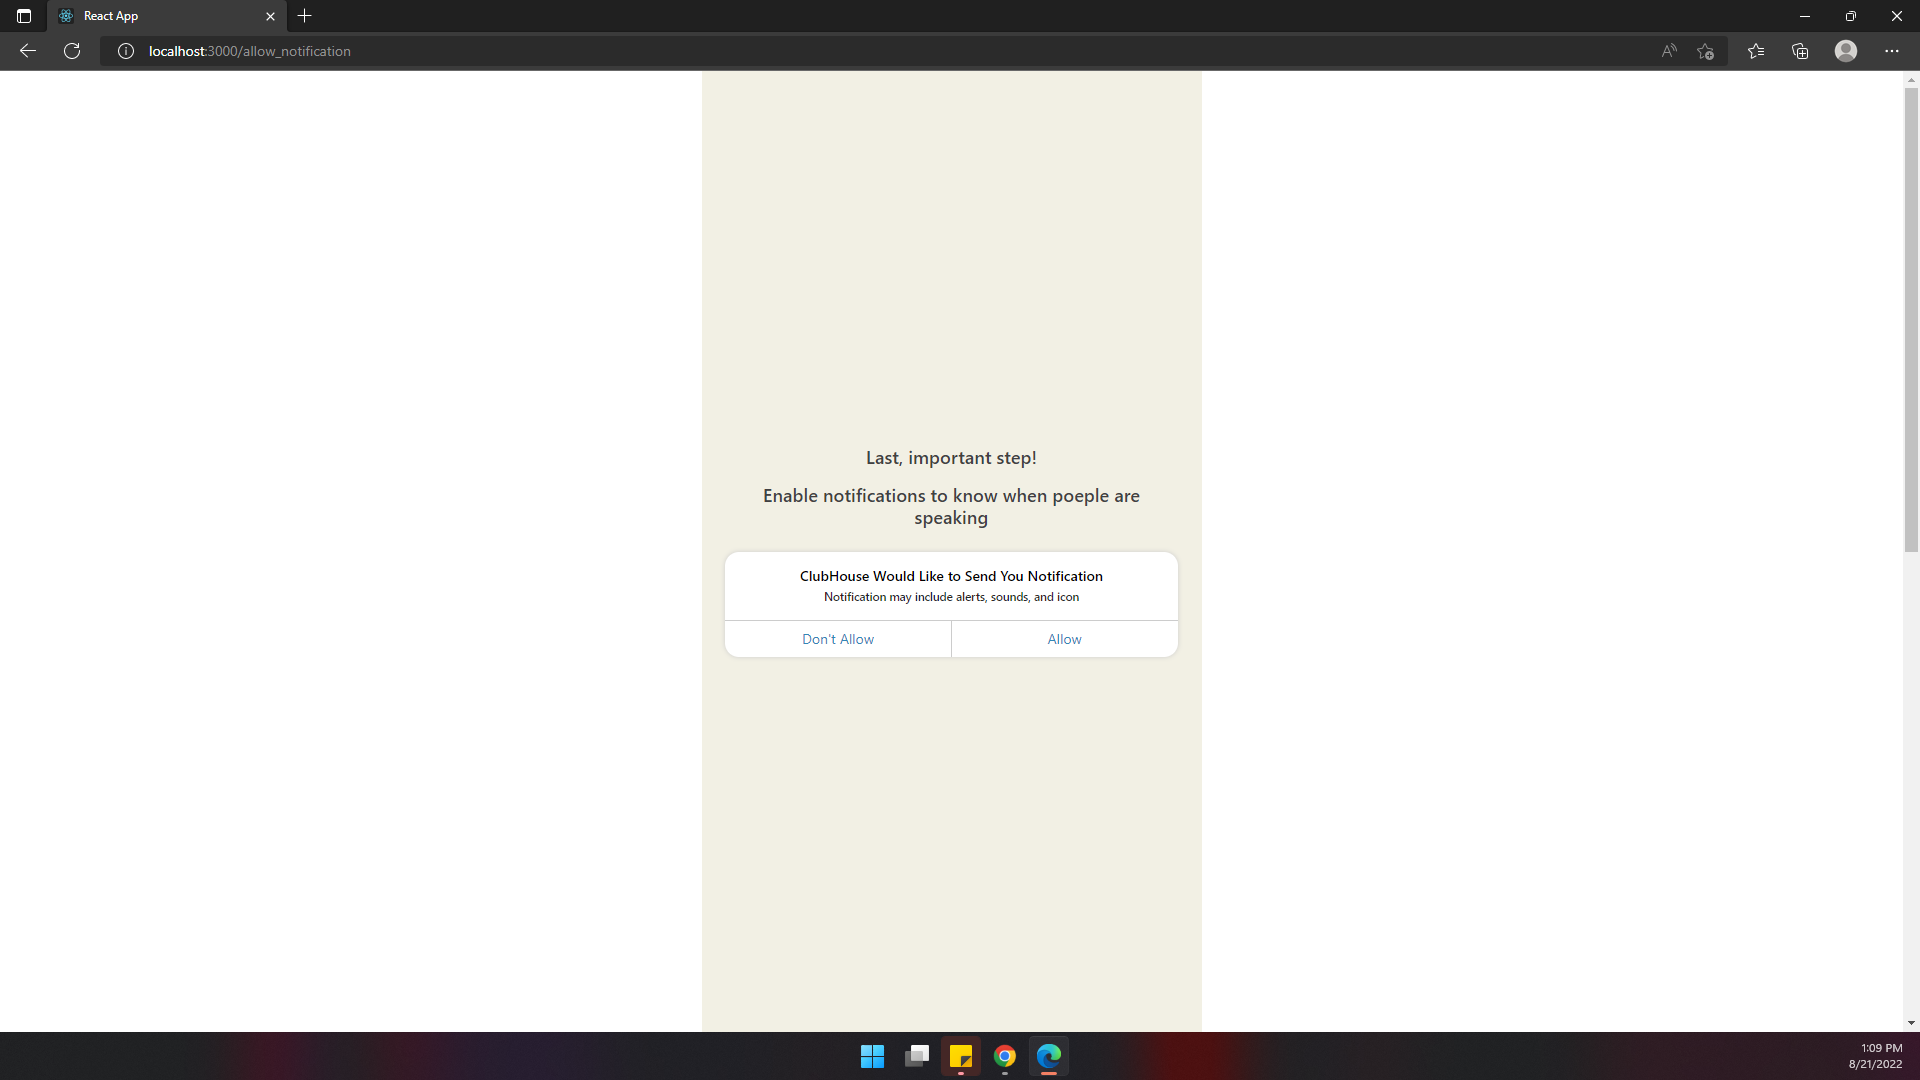 React App
localhost:3000/allow_notification
Last, important step!
Enable notifications to know when poeple are
speaking
ClubHouse Would Like to Send You Notification
Notification may include alerts, sounds, and icon
Don't Allow
Allow
1:09 PM
8/21/2022